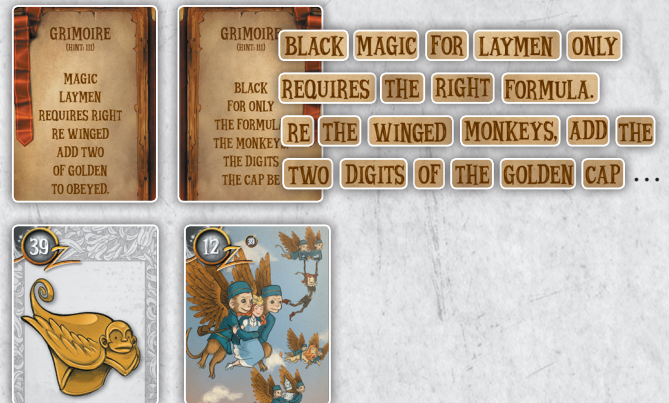 GRIMOIRE
(HINT: III)
MAGIC
LAYMEN
REQUIRES RIGHT
RE WINGED
ADD TWO
OF GOLDEN
TO OBEYED.
GRIMOIRE
(HINT: III)
BLACK
FOR ONLY
THE FORMUL
THE MONKEY
THE DIGITS
THE CAP BE
BLACK MAGIC FOR LAYMEN ONLY
REQUIRES THE RIGHT FORMULA.
RE THE WINGED MONKEYS, ADD THE
TWO DIGITS OF THE GOLDEN CAP ...
39
12